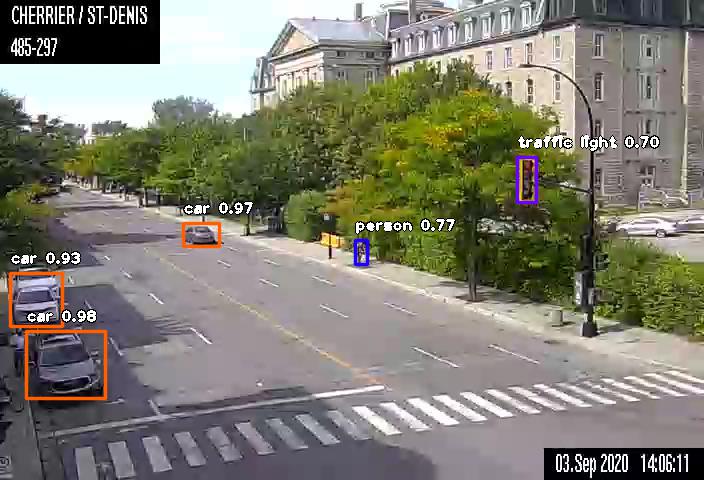 CHERRIER / ST-DENIS
485-297
traffic light 0.70
car 0.97
person 0.77
car 0.93
car 0.98
03.Sep 2020 14:06:11